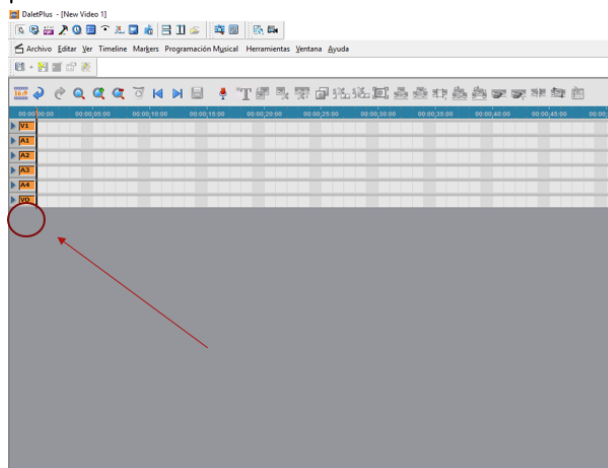 DaletPlus - [New Video 1]
Archivo Editar Ver Timeline Markers Programación Musical Herramientas Ventana Ayuda
00:00:00:00 00:00:05:00 00:00:10:00 00:00:15:00 00:00:20:00 00:00:25:00 00:00:30:00 00:00:35:00 00:00:40:00 00:00:45:00 00:00:
V1
A1
A2
A3
A4
VO